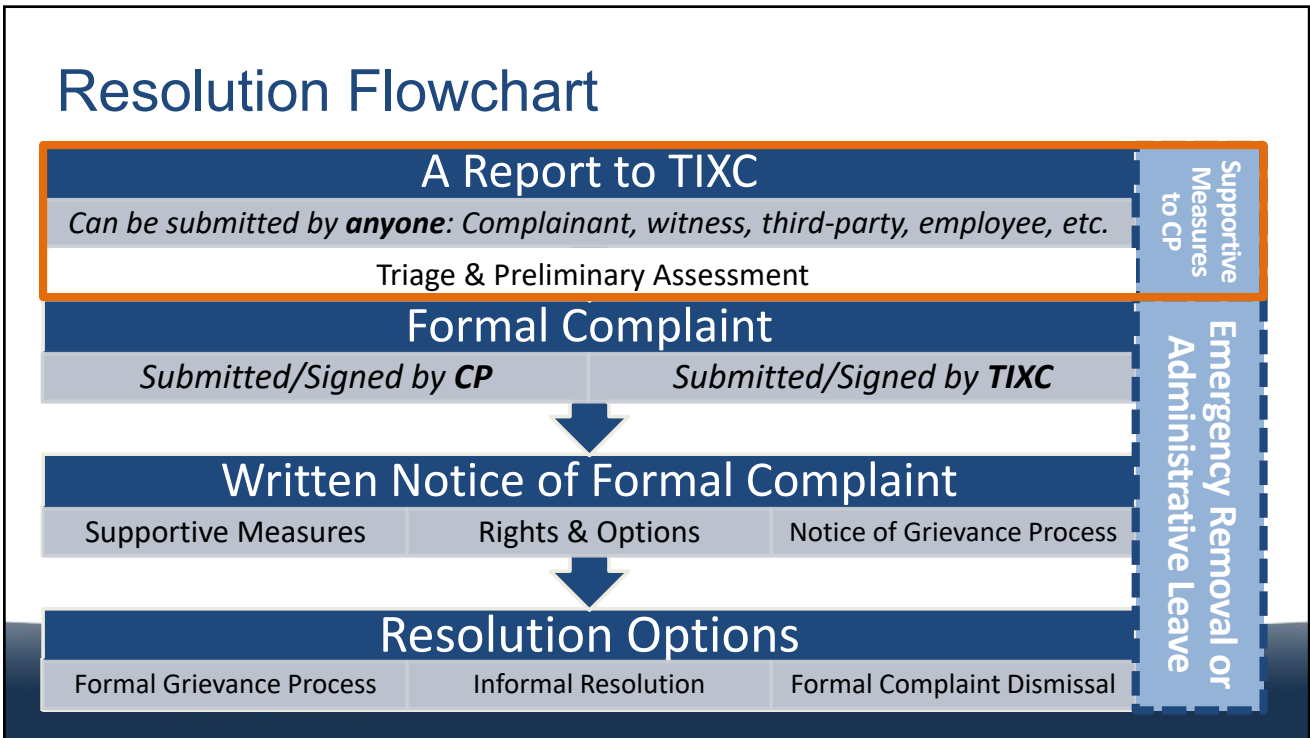 Resolution Flowchart
A Report to TIXC
Can be submitted by anyone: Complainant, witness, third-party, employee, etc.
Triage & Preliminary Assessment
Supportive
Measures
to CP
Formal Complaint
Submitted/Signed by CP
Submitted/Signed by TIXC
Written Notice of Formal Complaint
Supportive Measures
Rights & Options
Notice of Grievance Process
Resolution Options
Formal Grievance Process
Informal Resolution
Formal Complaint Dismissal
Emergency Removal or
Administrative Leave